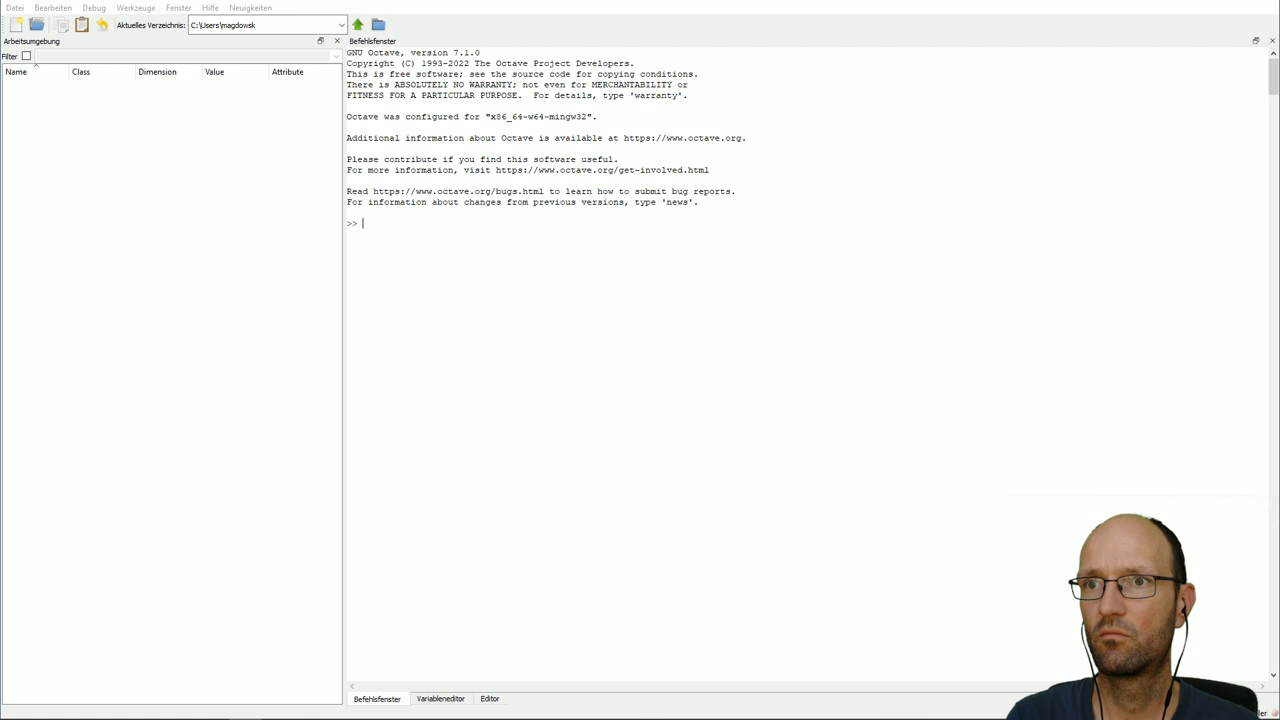 Datei Bearbeiten Debug Werkzeuge Fenster Hilfe Neuigkeiten
Aktuelles Verzeichnis: C:\Users\magdowsk
Arbeitsumgebung
Filter
Name Class Dimension Value Attribute
Befehlsfenster
GNU Octave, version 7.1.0
Copyright (C) 1993-2022 The Octave Project Developers.
This is free software; see the source code for copying conditions.
There is ABSOLUTELY NO WARRANTY; not even for MERCHANTABILITY or
FITNESS FOR A PARTICULAR PURPOSE.  For details, type 'warranty'.
Octave was configured for "x86_64-w64-mingw32".
Additional information about Octave is available at https://www.octave.org.
Please contribute if you find this software useful.
For more information, visit https://www.octave.org/get-involved.html
Read https://www.octave.org/bugs.html to learn how to submit bug reports.
For information about changes from previous versions, type 'news'.
>>
Befehlsfenster Variableneditor Editor